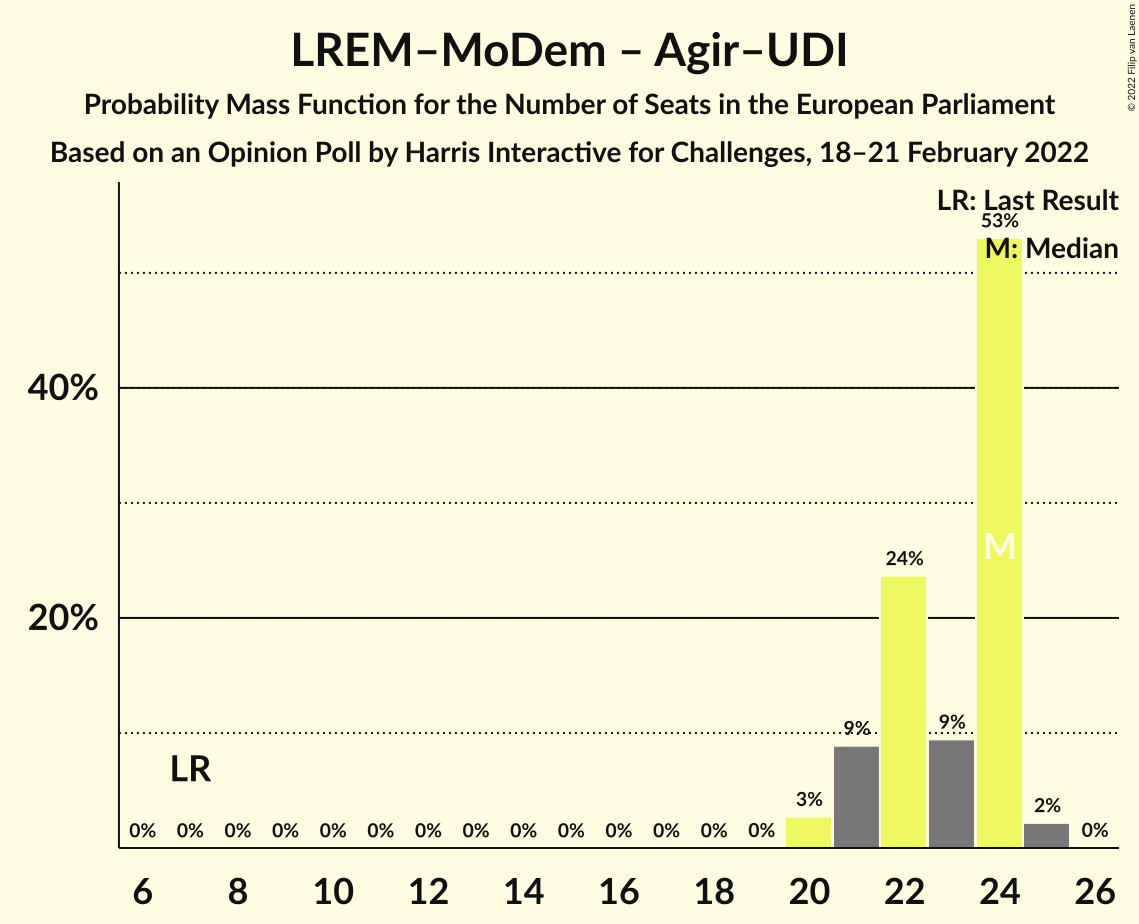 LREM–MoDem – Agir–UDI
Probability Mass Function for the Number of Seats in the European Parliament
Based on an Opinion Poll by Harris Interactive for Challenges, 18–21 February 2022
© 2022 Filip van Laenen
LR: Last Result
53%
M: Median
40%
M
24%
20%
9%
9%
LR
3%
2%
0% 0% 0% 0% 0% 0% 0% 0% 0% 0% 0% 0% 0% 0% 0%
6 8 10 12 14 16 18 20 22 24 26